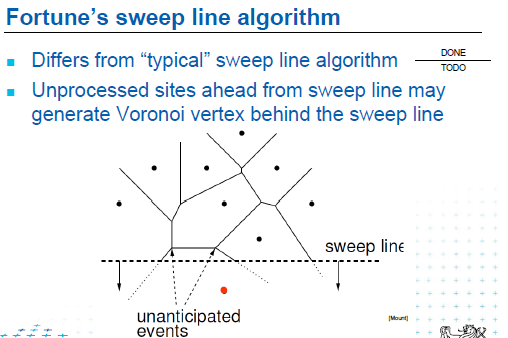 Fortune's sweep line algorithm
Differs from "typical" sweep line algorithm
DONE
TODO
Unprocessed sites ahead from sweep line may
generate Voronoi vertex behind the sweep line
sweep line
unanticipated
events
[Mount]